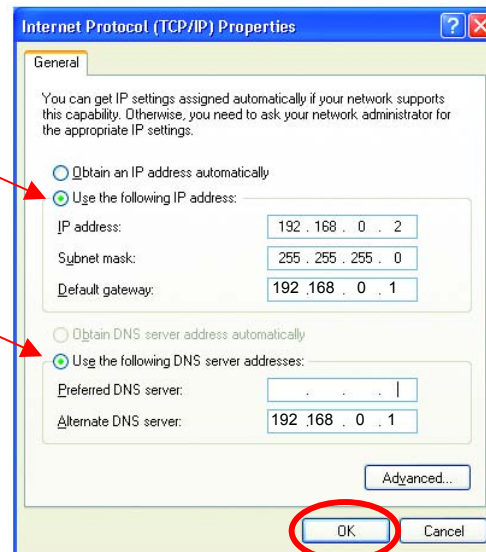 Internet Protocol (TCP/IP) Properties
General
You can get IP settings assigned automatically if your network supports
this capability. Otherwise, you need to ask your network administrator for
the appropriate IP settings.
Obtain an IP address automatically
Use the following IP address:
IP address: 192 . 168 . 0 . 2
Subnet mask: 255 . 255 . 255 . 0
Default gateway: 192 .168 . 0 . 1
Obtain DNS server address automatically
Use the following DNS server addresses:
Preferred DNS server: . . .
Alternate DNS server: 192 .168 . 0 . 1
Advanced...
OK Cancel